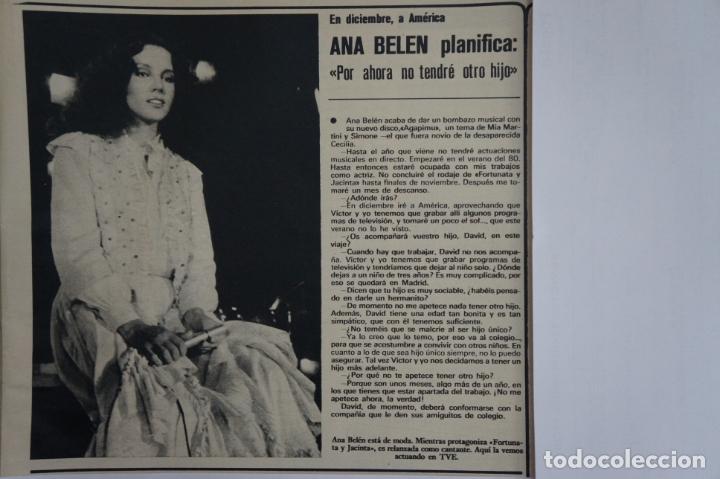 En diciembre, a América
ANA BELEN planifica:
«Por ahora no tendré otro hijo»
● Ana Belén acaba de dar un bombazo musical con
su nuevo disco,«Agapimu», un tema de Mía Mar-
tini y Simone —el que fuera novio de la desaparecida
Cecilia.
—Hasta el año que viene no tendré actuaciones
musicales en directo. Empezaré en el verano del 80.
Hasta entonces estaré ocupada con mis trabajos
como actriz. No concluiré el rodaje de «Fortunata y
Jacinta» hasta finales de noviembre. Después me to-
maré un mes de descanso.
—¿Adónde irás?
—En diciembre iré a América, aprovechando que
Víctor y yo tenemos que grabar allí algunos progra-
mas de televisión, y tomaré un poco el sol..., que este
verano no lo he visto.
—¿Os acompañará vuestro hijo, David, en este
viaje?
—Cuando hay que trabajar, David no nos acompa-
ña. Víctor y yo tenemos que grabar programas de
televisión y tendríamos que dejar al niño solo. ¿Dónde
dejas a un niño de tres años? Es muy complicado, por
eso se quedará en Madrid.
—Dicen que tu hijo es muy sociable, ¿habéis pensa-
do en darle un hermanito?
—De momento no me apetece nada tener otro hijo.
Además, David tiene una edad tan bonita y es tan
simpático, que con él tenemos suficiente.
—¿No teméis que se malcríe al ser hijo único?
—Ya lo creo que lo temo, por eso va al colegio...,
para que se acostumbre a convivir con otros niños. En
cuanto a lo de que sea hijo único siempre, no lo puedo
asegurar. Tal vez Víctor y yo nos decidamos a tener un
hijo más adelante.
—¿Por qué no te apetece tener otro hijo?
—Porque son unos meses, algo más de un año, en
los que tienes que estar apartada del trabajo. ¡No me
apetece ahora, la verdad!
David, de momento, deberá conformarse con la
compañía que le den sus amiguitos de colegio.
Ana Belén está de moda. Mientras protagoniza «Fortuna-
ta y Jacinta», es relanzada como cantante. Aquí la vemos
actuando en TVE.
todocoleccion